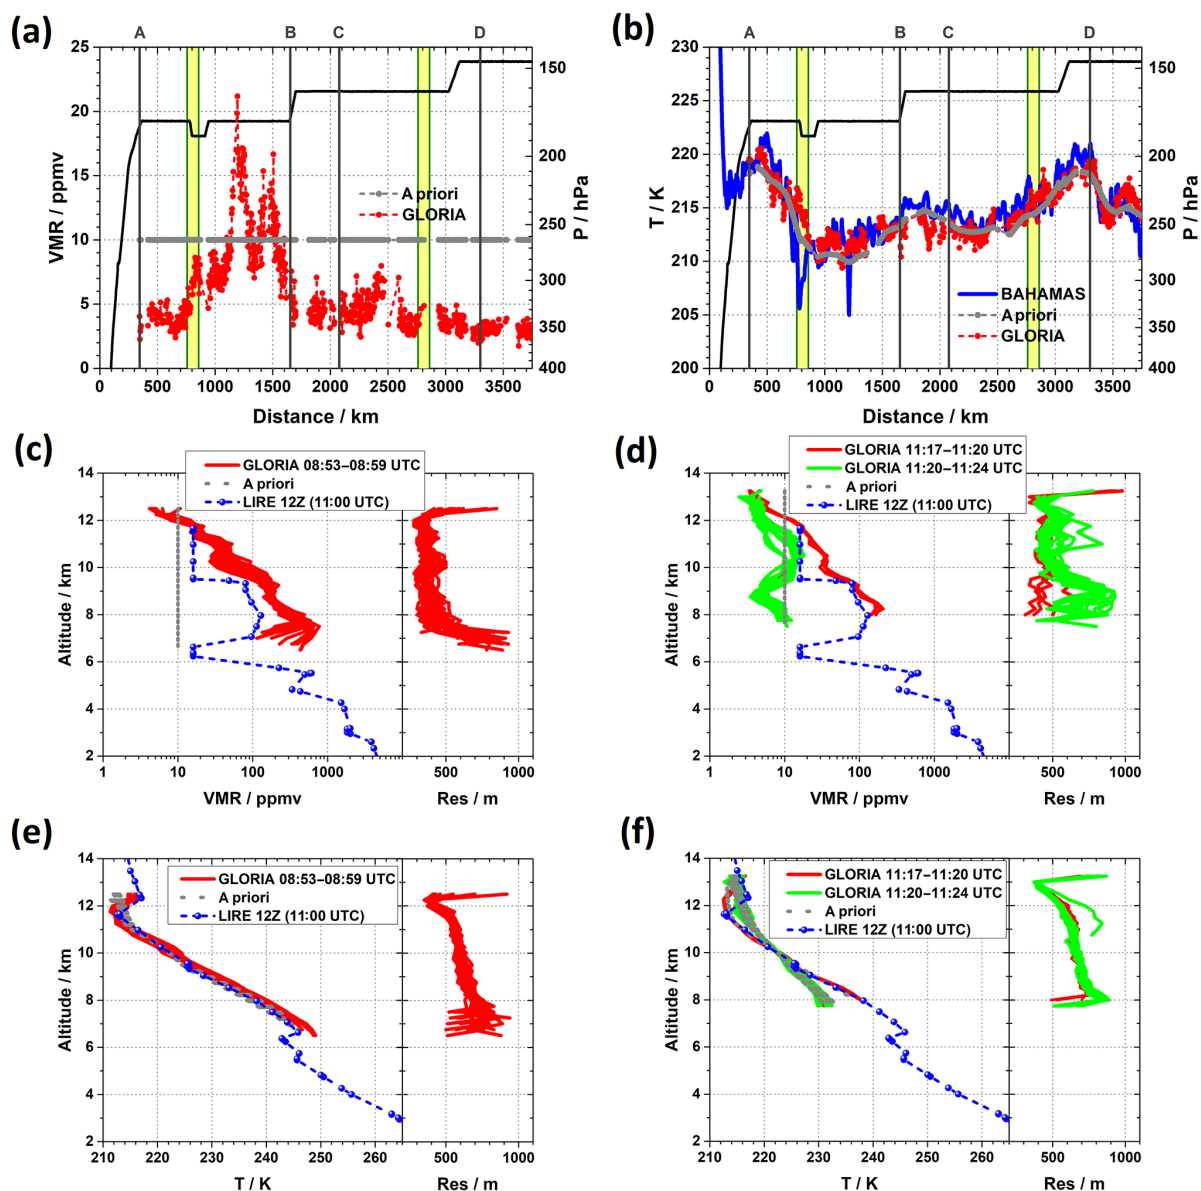 (a)
A
B
C
D
25
20
15
10
5
0
VMR / ppmv
150
200
250
300
350
400
P / hPa
A priori
GLORIA
0
500
1000
1500
2000
2500
3000
3500
Distance / km
(b)
A
B
C
D
230
225
220
215
210
205
200
T / K
150
200
250
300
350
400
P / hPa
BAHAMAS
A priori
GLORIA
0
500
1000
1500
2000
2500
3000
3500
Distance / km
(c)
GLORIA 08:53–08:59 UTC
A priori
LIRE 12Z (11:00 UTC)
14
12
10
8
6
4
2
Altitude / km
1
10
100
1000
500
1000
VMR / ppmv
Res / m
(d)
GLORIA 11:17–11:20 UTC
GLORIA 11:20–11:24 UTC
A priori
LIRE 12Z (11:00 UTC)
14
12
10
8
6
4
2
Altitude / km
1
10
100
1000
500
1000
VMR / ppmv
Res / m
(e)
GLORIA 08:53–08:59 UTC
A priori
LIRE 12Z (11:00 UTC)
14
12
10
8
6
4
2
Altitude / km
210
220
230
240
250
260
500
1000
T / K
Res / m
(f)
GLORIA 11:17–11:20 UTC
GLORIA 11:20–11:24 UTC
A priori
LIRE 12Z (11:00 UTC)
14
12
10
8
6
4
2
Altitude / km
210
220
230
240
250
260
500
1000
T / K
Res / m